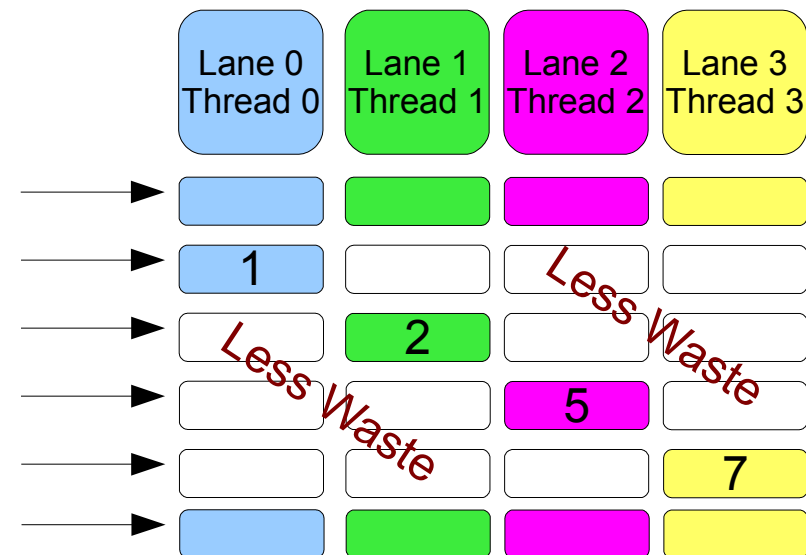 Lane 0
Thread 0
Lane 1
Thread 1
Lane 2
Thread 2
Lane 3
Thread 3
1
Less Waste
2
Less Waste
5
7